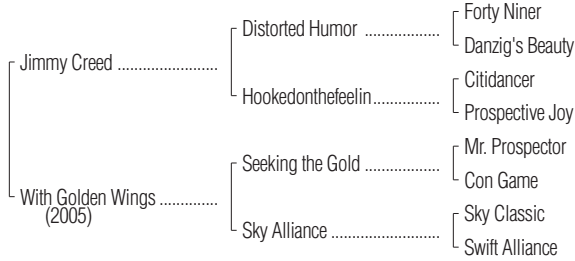 Forty Niner
Distorted Humor ..................
Danzig's Beauty
Jimmy Creed ........................
Citidancer
Hookedonthefeelin................
Prospective Joy
Mr. Prospector
Seeking the Gold ..................
Con Game
With Golden Wings ..............
(2005)
Sky Classic
Sky Alliance ..........................
Swift Alliance